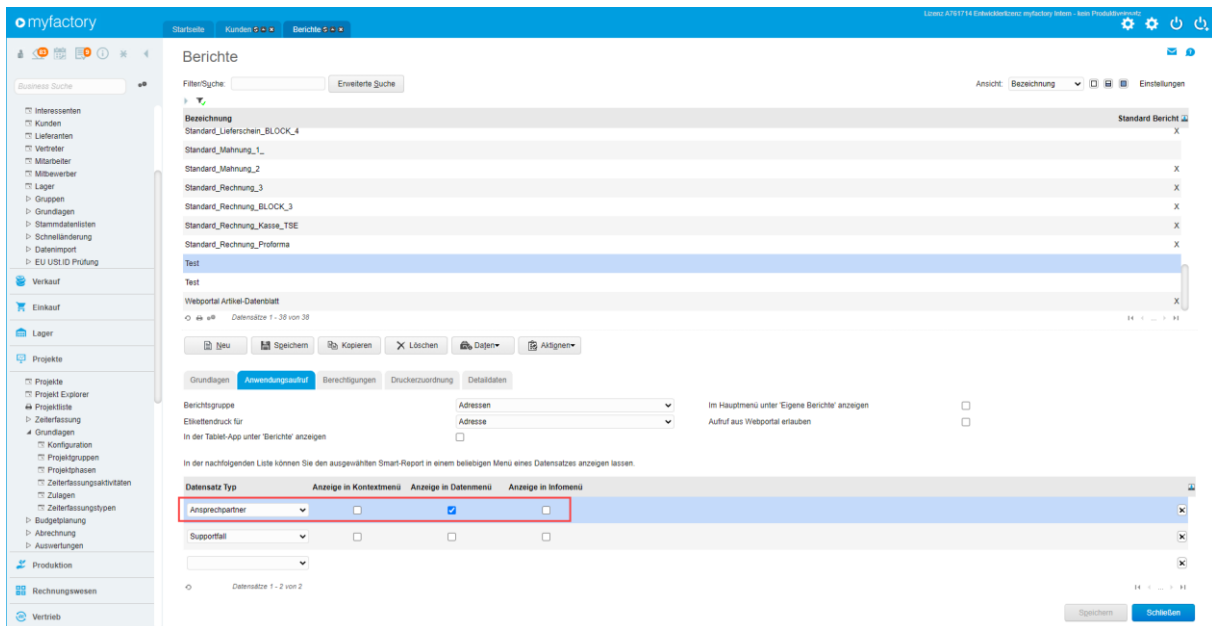 myfactory
Lizenz A791714 Entwicklerlizenz myfactory Intern - kein Produktiveinsatz
Startseite Kunden Berichte
Berichte
Business Suche
Filter/Suche: Erweiterte Suche
Ansicht: Bezeichnung Einstellungen
Interessenten
Kunden
Lieferanten
Vertreter
Mitarbeiter
Mitbewerber
Lager
Gruppen
Grundlagen
Stammdatenlisten
Schnelländerung
Datenimport
EU USt.ID Prüfung
Verkauf
Einkauf
Lager
Projekte
Projekte
Projekt Explorer
Projektliste
Zeiterfassung
Grundlagen
Konfiguration
Projektgruppen
Projektphasen
Zeiterfassungsaktivitäten
Zulagen
Zeiterfassungstypen
Budgetplanung
Abrechnung
Auswertungen
Produktion
Rechnungswesen
Vertrieb
Bezeichnung Standard Bericht
Standard_Lieferschein_BLOCK_4 X
Standard_Mahnung_1_
Standard_Mahnung_2 X
Standard_Rechnung_3 X
Standard_Rechnung_BLOCK_3 X
Standard_Rechnung_Kasse_TSE X
Standard_Rechnung_Proforma X
Test
Test
Webportal Artikel-Datenblatt X
Datensätze 1 - 38 von 38
Neu Speichern Kopieren Löschen Daten Aktionen
Grundlagen Anwendungsaufruf Berechtigungen Druckerzuordnung Detaildaten
Berichtsgruppe Adressen Im Hauptmenü unter 'Eigene Berichte' anzeigen
Etikettendruck für Adresse Aufruf aus Webportal erlauben
In der Tablet-App unter 'Berichte' anzeigen
In der nachfolgenden Liste können Sie den ausgewählten Smart-Report in einem beliebigen Menü eines Datensatzes anzeigen lassen.
Datensatz Typ Anzeige in Kontextmenü Anzeige in Datenmenü Anzeige in Infomenü
Ansprechpartner
Supportfall
Datensätze 1 - 2 von 2
Speichern Schließen